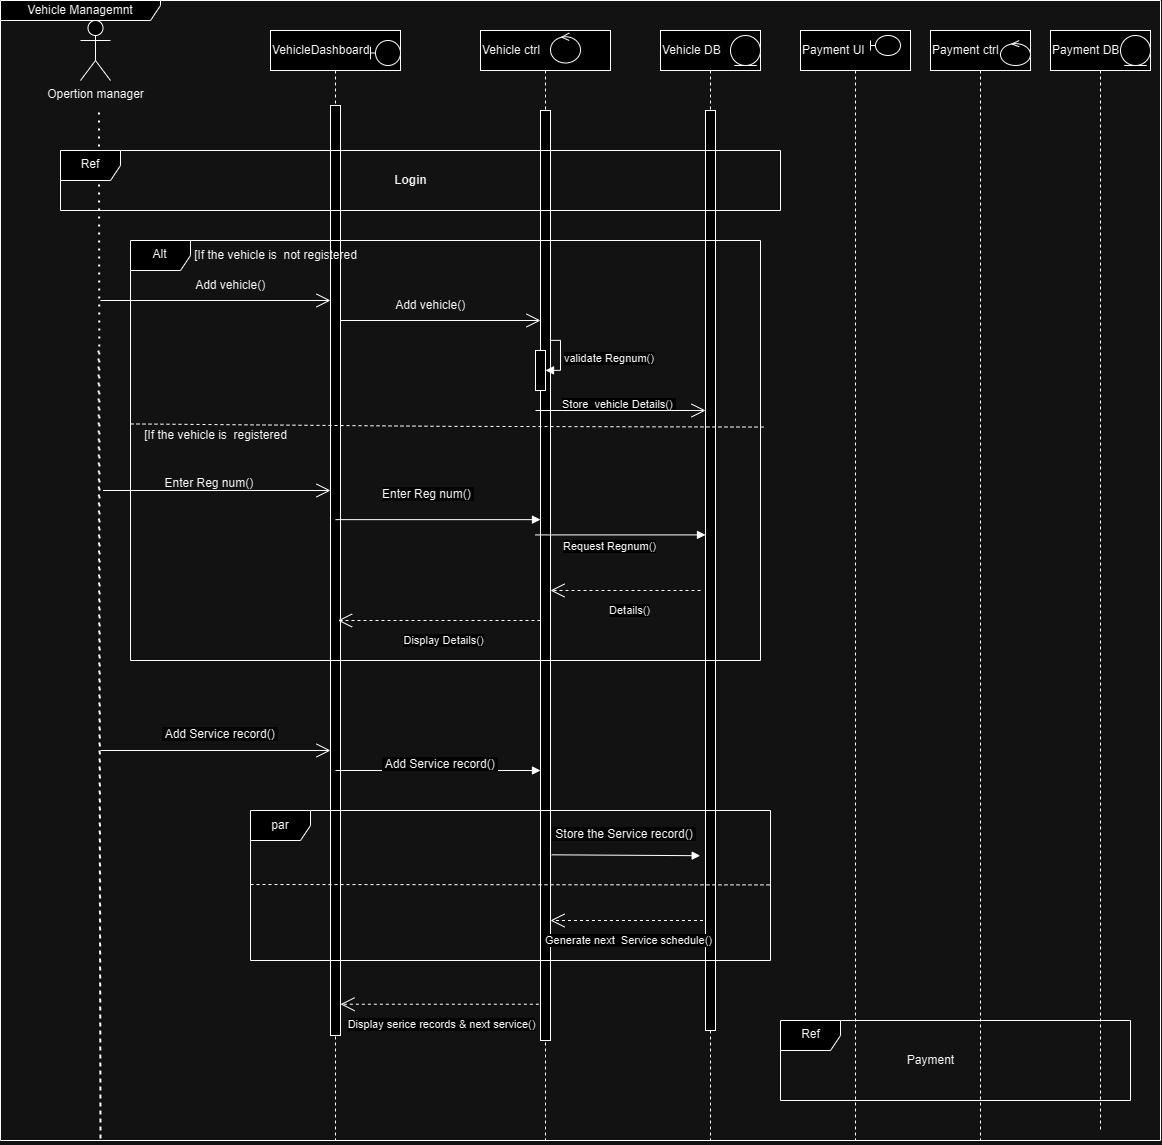 Vehicle Managemnt
Opertion manager
VehicleDashboard
Vehicle ctrl
Vehicle DB
Payment UI
Payment ctrl
Payment DB
Ref
Login
Alt
[If the vehicle is  not registered
Add vehicle()
Add vehicle()
validate Regnum()
Store  vehicle Details()
[If the vehicle is  registered
Enter Reg num()
Enter Reg num()
Request Regnum()
Details()
Display Details()
Add Service record()
Add Service record()
par
Store the Service record()
Generate next  Service schedule()
Display serice records & next service()
Ref
Payment